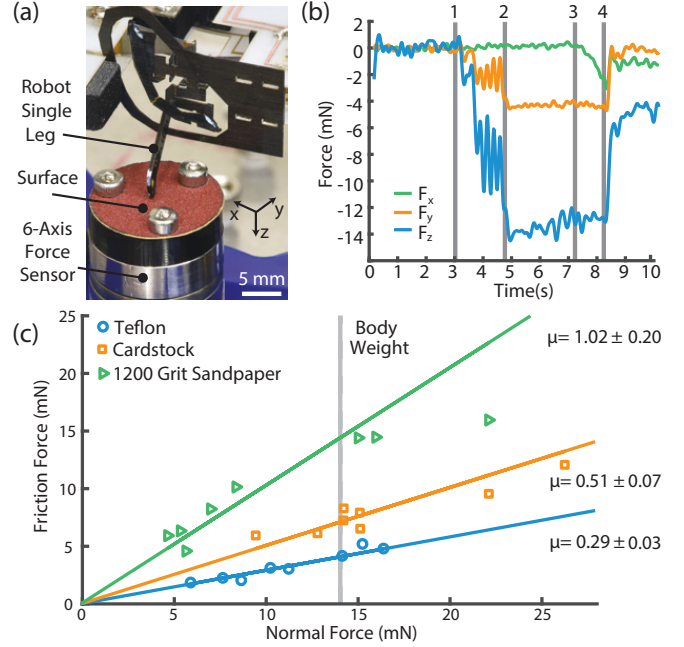 (a)
Robot
Single
Leg
Surface
6-Axis
Force
Sensor
x
y
z
5 mm
(b)
1 2 3 4
2
0
-2
-4
-6
-8
-10
-12
-14
Force (mN)
Fx
Fy
Fz
0 1 2 3 4 5 6 7 8 9 10
Time(s)
(c)
25
20
15
10
5
0
Friction Force (mN)
Teflon
Cardstock
1200 Grit Sandpaper
Body
Weight
μ= 1.02 ± 0.20
μ= 0.51 ± 0.07
μ= 0.29 ± 0.03
0 5 10 15 20 25
Normal Force (mN)